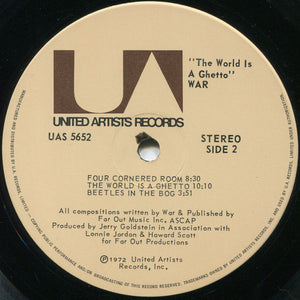 "The World Is
A Ghetto"
WAR
UA
UNITED ARTISTS RECORDS
UAS 5652
STEREO
SIDE 2
FOUR CORNERED ROOM 8:30
THE WORLD IS A GHETTO 10:10
BEETLES IN THE BOG 3:51
All compositions written by War & Published by
Far Out Music Inc. ASCAP
Produced by Jerry Goldstein in Association with
Lonnie Jordon & Howard Scott
for Far Out Productions
©1972 United Artists
Records, Inc.